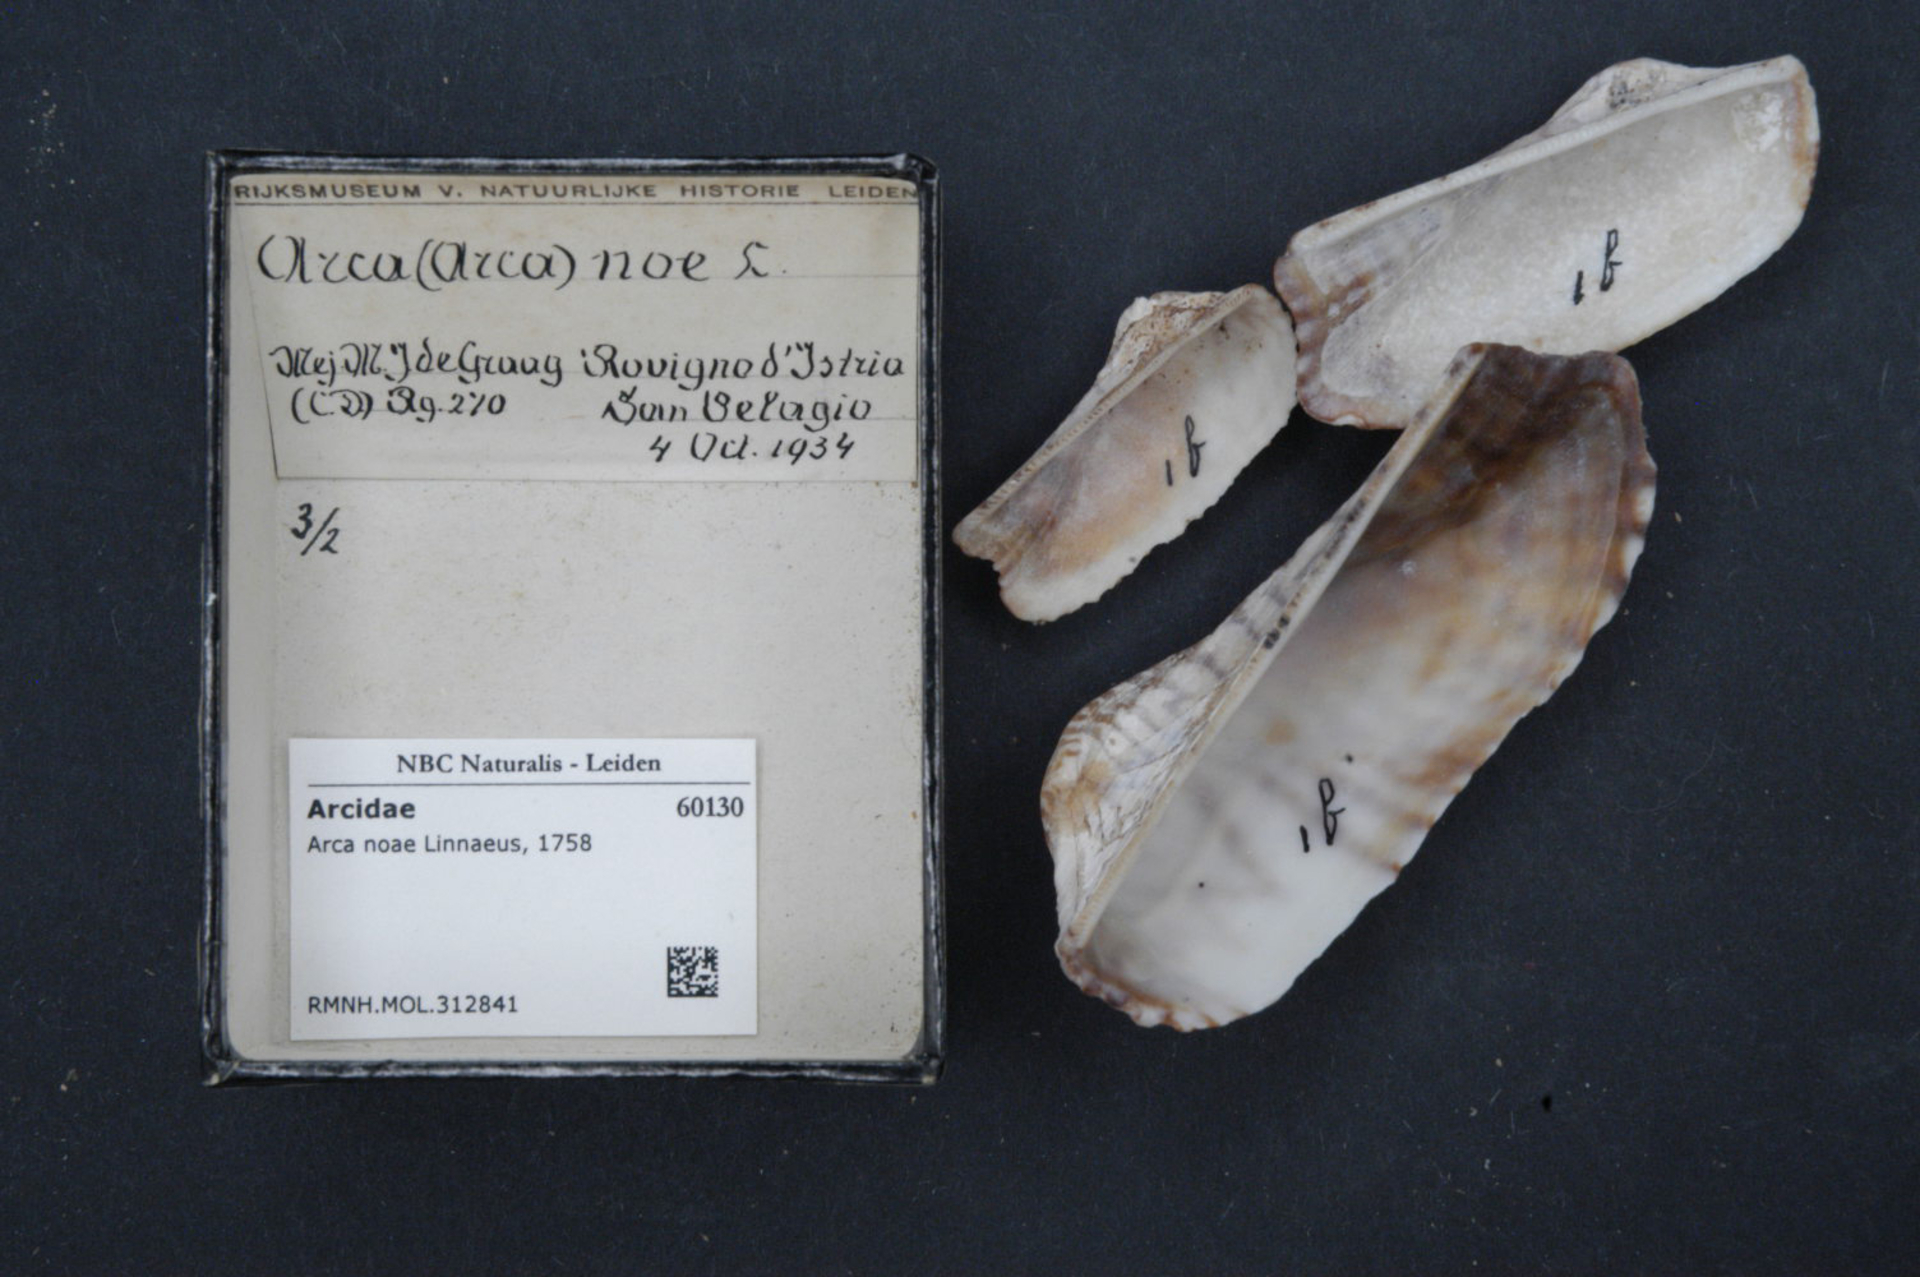 RIJKSMUSEUM V. NATUURLIJKE HISTORIE LEIDEN
Arca (Arca) noe L.
Mej. M. J. de Graag Rovigno d'Istria
(CD) Rg. 270 San Pelagio
4 Oct. 1934
3/2
NBC Naturalis - Leiden
Arcidae 60130
Arca noae Linnaeus, 1758
RMNH.MOL.312841
1b
1b
1b